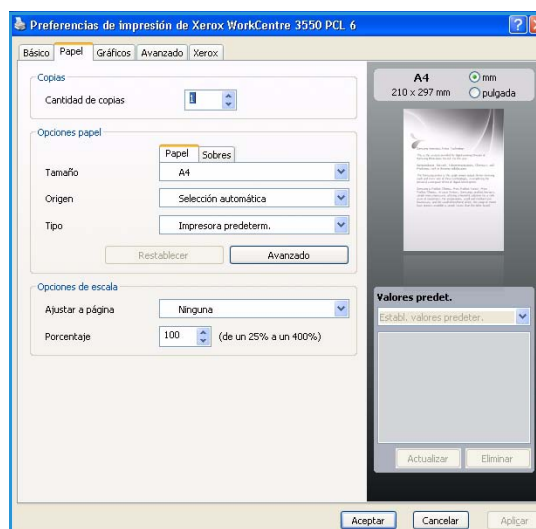 Preferencias de impresión de Xerox WorkCentre 3550 PCL 6
Básico Papel Gráficos Avanzado Xerox
Copias
Cantidad de copias 1
Opciones papel
Papel Sobres
Tamaño A4
Origen Selección automática
Tipo Impresora predeterm.
Restablecer Avanzado
Opciones de escala
Ajustar a página Ninguna
Porcentaje 100 (de un 25% a un 400%)
A4 mm
210 x 297 mm pulgada
Valores predet.
Establ. valores predeter.
Actualizar Eliminar
Aceptar Cancelar Aplicar